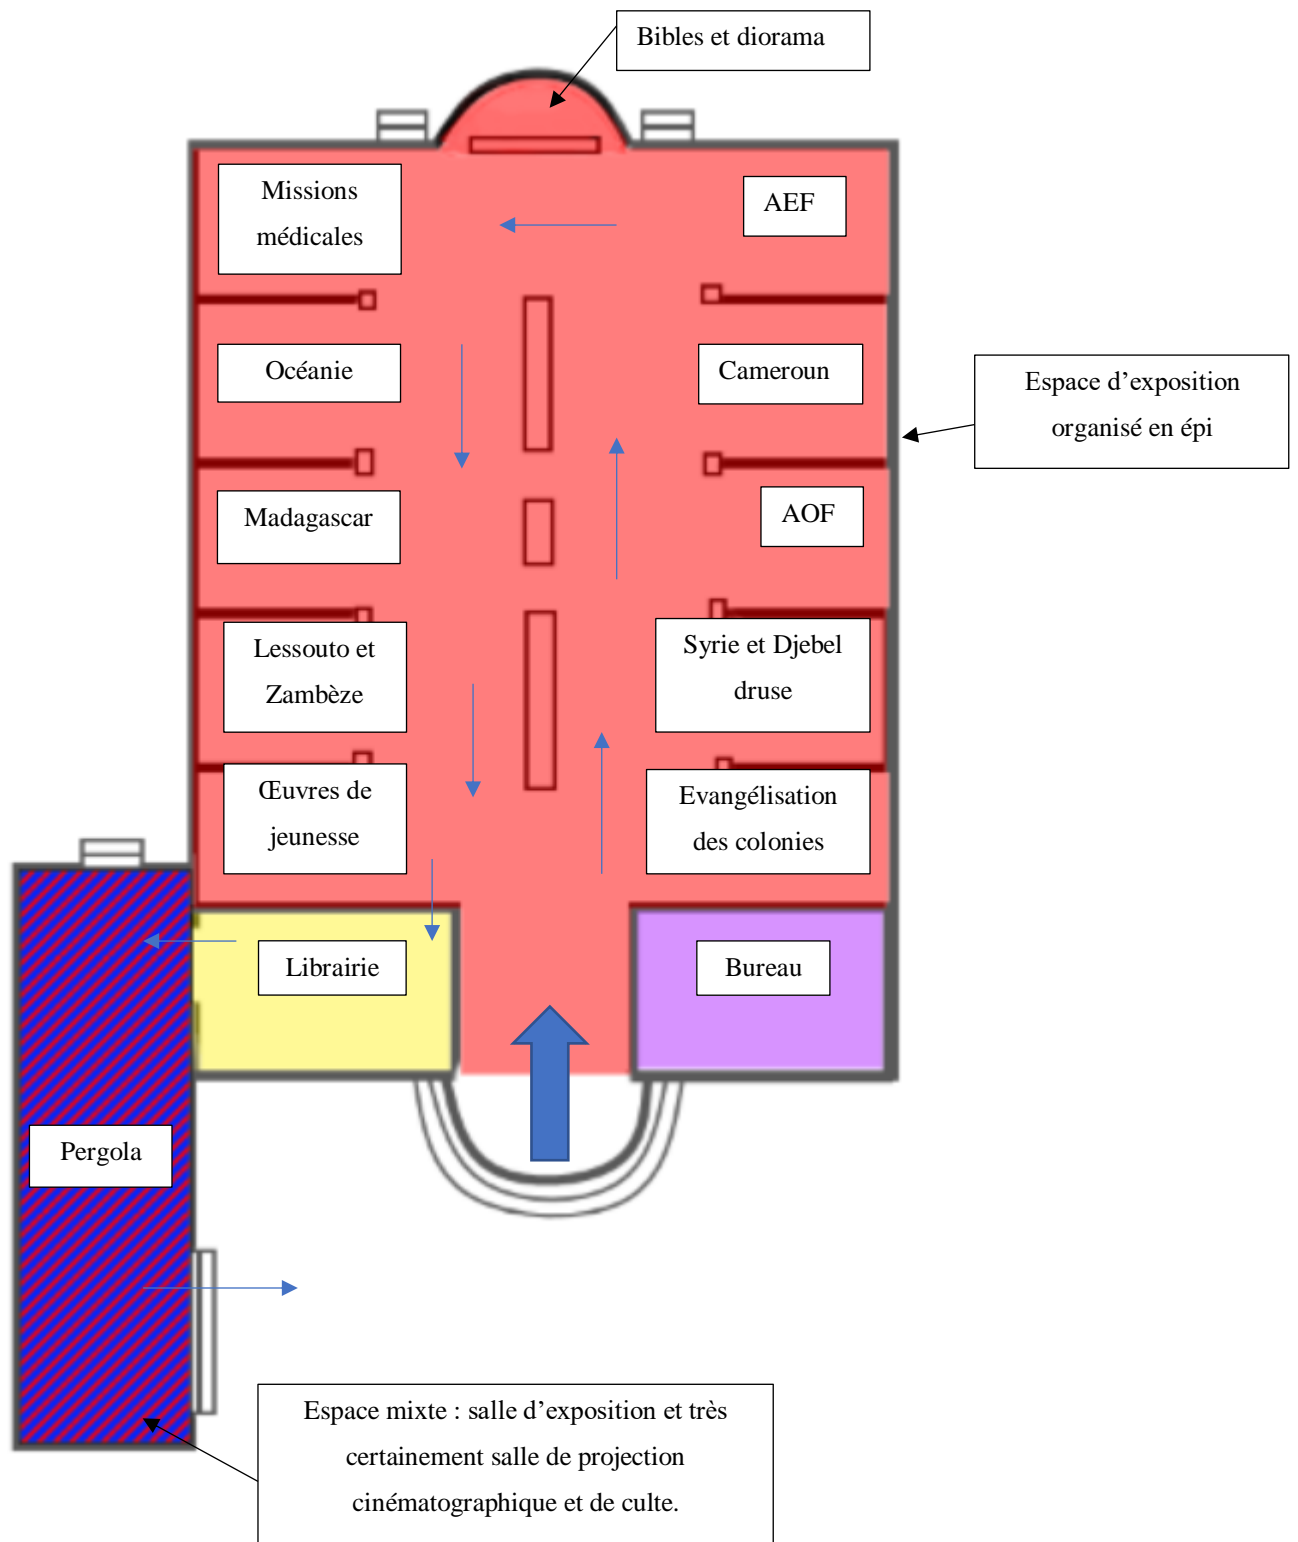 Bibles et diorama
Missions
médicales
AEF
Océanie
Cameroun
Espace d’exposition
organisé en épi
Madagascar
AOF
Lessouto et
Zambèze
Syrie et Djebel
druse
Œuvres de
jeunesse
Evangélisation
des colonies
Librairie
Bureau
Pergola
Espace mixte : salle d’exposition et très
certainement salle de projection
cinématographique et de culte.